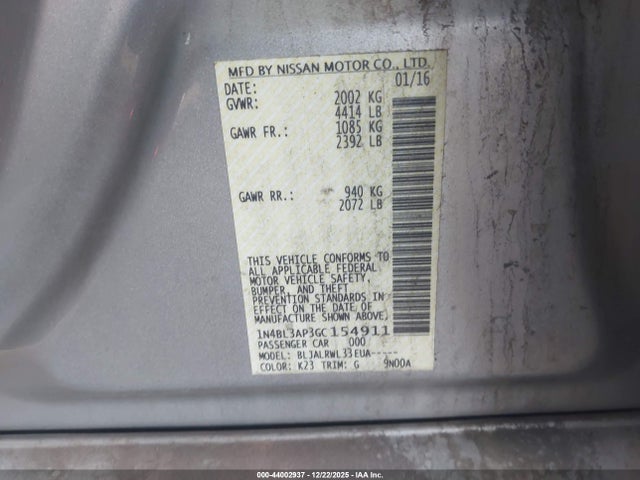 MFD BY NISSAN MOTOR CO., LTD.
DATE: 01/16
GVWR: 2002 KG
4414 LB
GAWR FR.: 1085 KG
2392 LB
GAWR RR.: 940 KG
2072 LB
THIS VEHICLE CONFORMS TO
ALL APPLICABLE FEDERAL
MOTOR VEHICLE SAFETY,
BUMPER, AND THEFT
PREVENTION STANDARDS IN
EFFECT ON THE DATE OF
MANUFACTURE SHOWN ABOVE.
1N4BL3AP3GC154911
PASSENGER CAR 000
MODEL: BLJALRWL33EUA-----
COLOR: K23 TRIM: G 9N00A
000-44002937 - 12/22/2025 - IAA Inc.